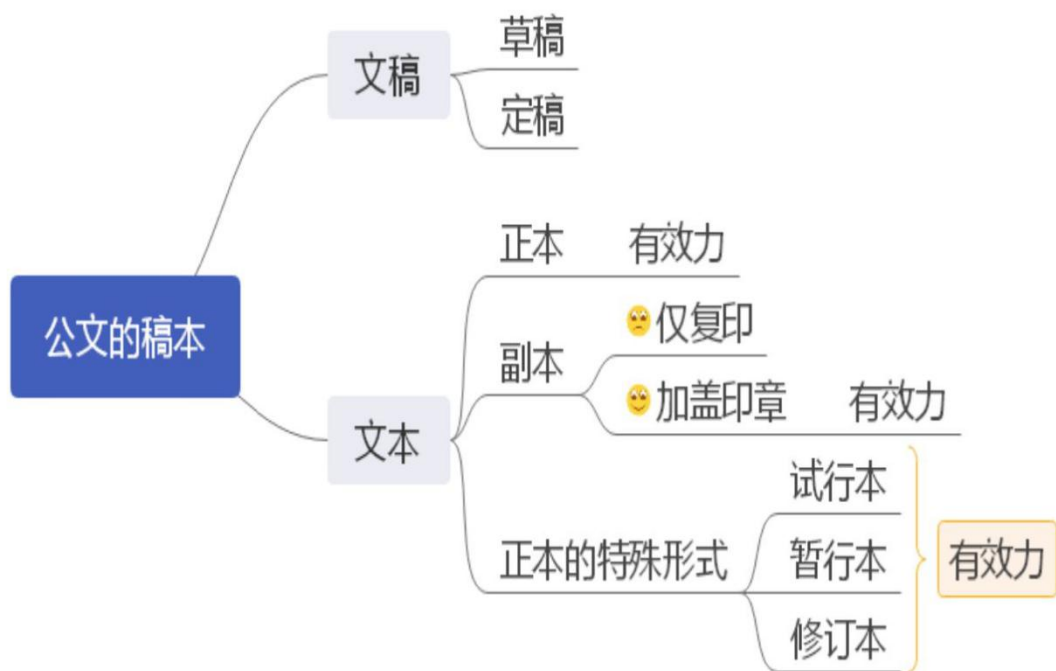 公文的稿本
文稿
草稿
定稿
文本
正本 有效力
副本
仅复印
加盖印章 有效力
正本的特殊形式
试行本
暂行本
修订本
有效力